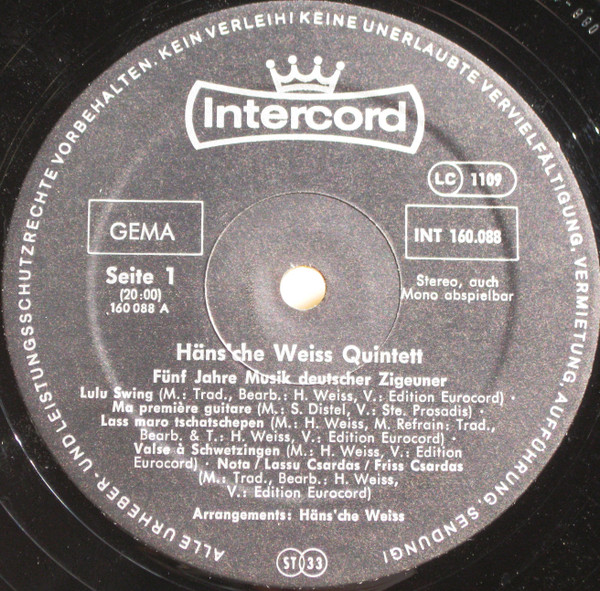 ALLE URHEBER- UND LEISTUNGSSCHUTZRECHTE VORBEHALTEN. KEIN VERLEIH! KEINE UNERLAUBTE VERVIELFÄLTIGUNG, VERMIETUNG, AUFFÜHRUNG, SENDUNG!
Intercord
LC 1109
GEMA
INT 160.088
Seite 1
(20:00)
160 088 A
Stereo, auch
Mono abspielbar
Häns'che Weiss Quintett
Fünf Jahre Musik deutscher Zigeuner
Lulu Swing (M.: Trad., Bearb.: H. Weiss, V.: Edition Eurocord) ·
Ma première guitare (M.: S. Distel, V.: Ste. Prosadis) ·
Lass maro tschatschepen (M.: H. Weiss, M. Refrain: Trad.,
Bearb. & T.: H. Weiss, V.: Edition Eurocord) ·
Valse à Schwetzingen (M.: H. Weiss, V.: Edition
Eurocord) · Nota / Lassu Csardas / Friss Csardas
(M.: Trad., Bearb.: H. Weiss,
V.: Edition Eurocord)
Arrangements: Häns'che Weiss
ST 33